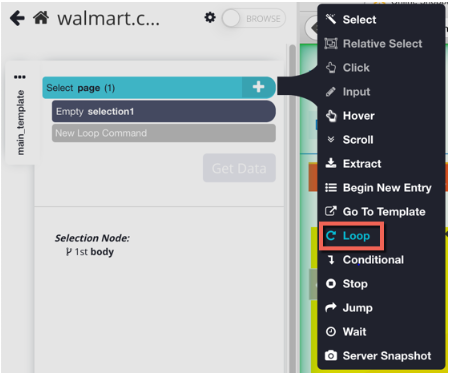 walmart.c...
BROWSE
main_template
Select page (1)
Empty selection1
New Loop Command
Get Data
Selection Node:
1st body
Select
Relative Select
Click
Input
Hover
Scroll
Extract
Begin New Entry
Go To Template
Loop
Conditional
Stop
Jump
Wait
Server Snapshot